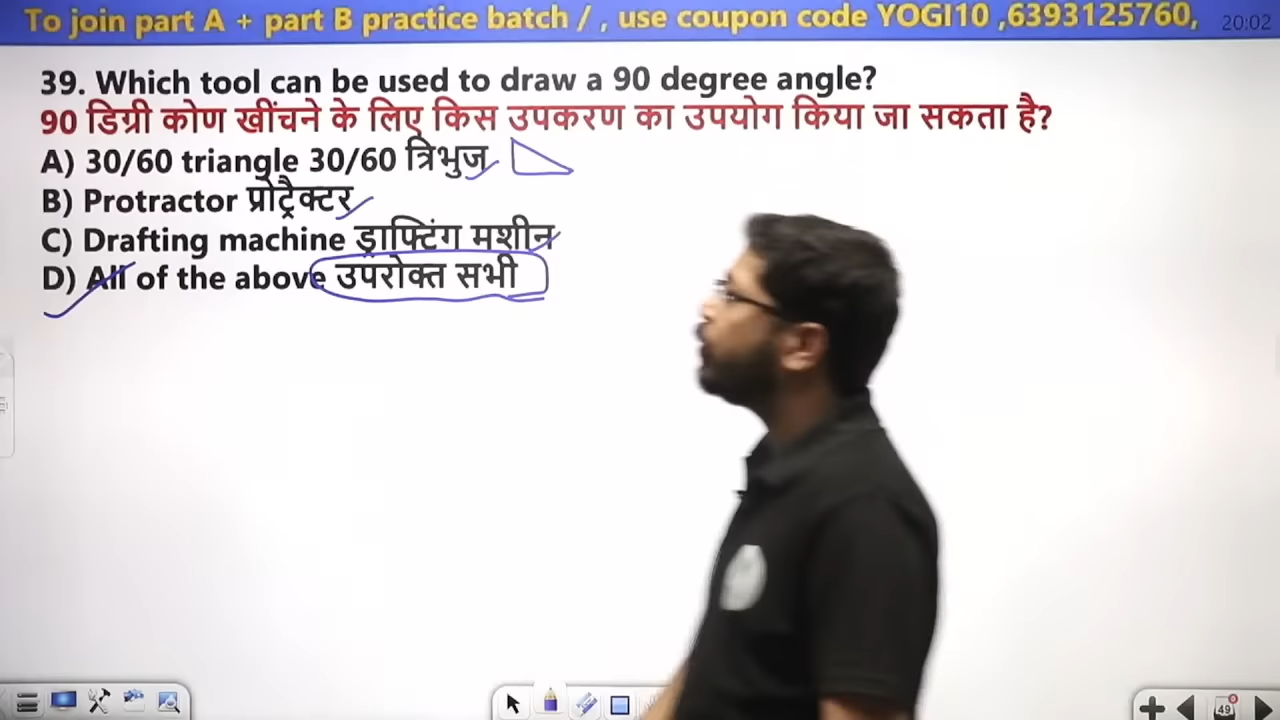 To join part A + part B practice batch / , use coupon code YOGI10 ,6393125760,
20:02
39. Which tool can be used to draw a 90 degree angle?
90 डिग्री कोण खींचने के लिए किस उपकरण का उपयोग किया जा सकता है?
A) 30/60 triangle 30/60 त्रिभुज
B) Protractor प्रोट्रैक्टर
C) Drafting machine ड्राफ्टिंग मशीन
D) All of the above उपरोक्त सभी
49